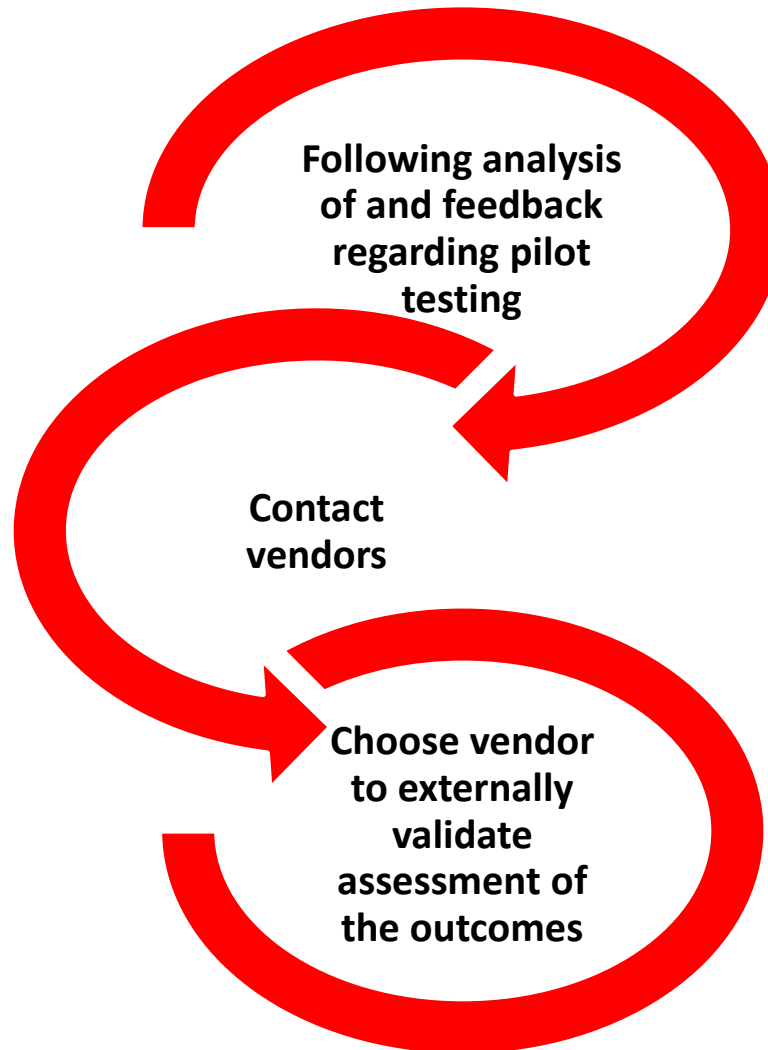 Following analysis
of and feedback
regarding pilot
testing
Contact
vendors
Choose vendor
to externally
validate
assessment of
the outcomes